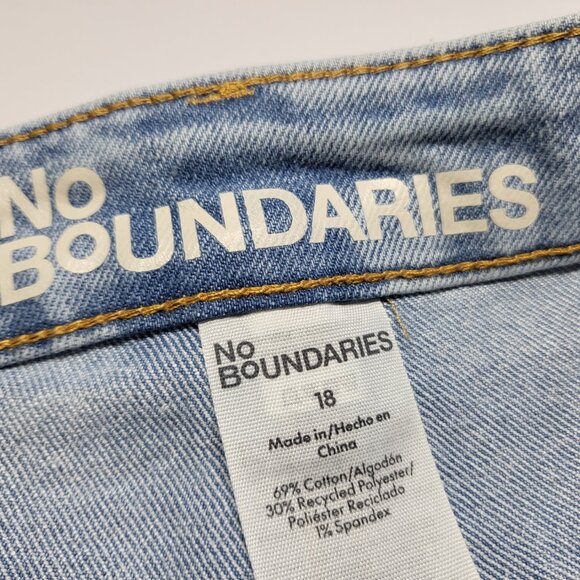 NO
BOUNDARIES
NO
BOUNDARIES
18
Made in/Hecho en
China
69% Cotton/Algodón
30% Recycled Polyester/
Poliéster Reciclado
1% Spandex